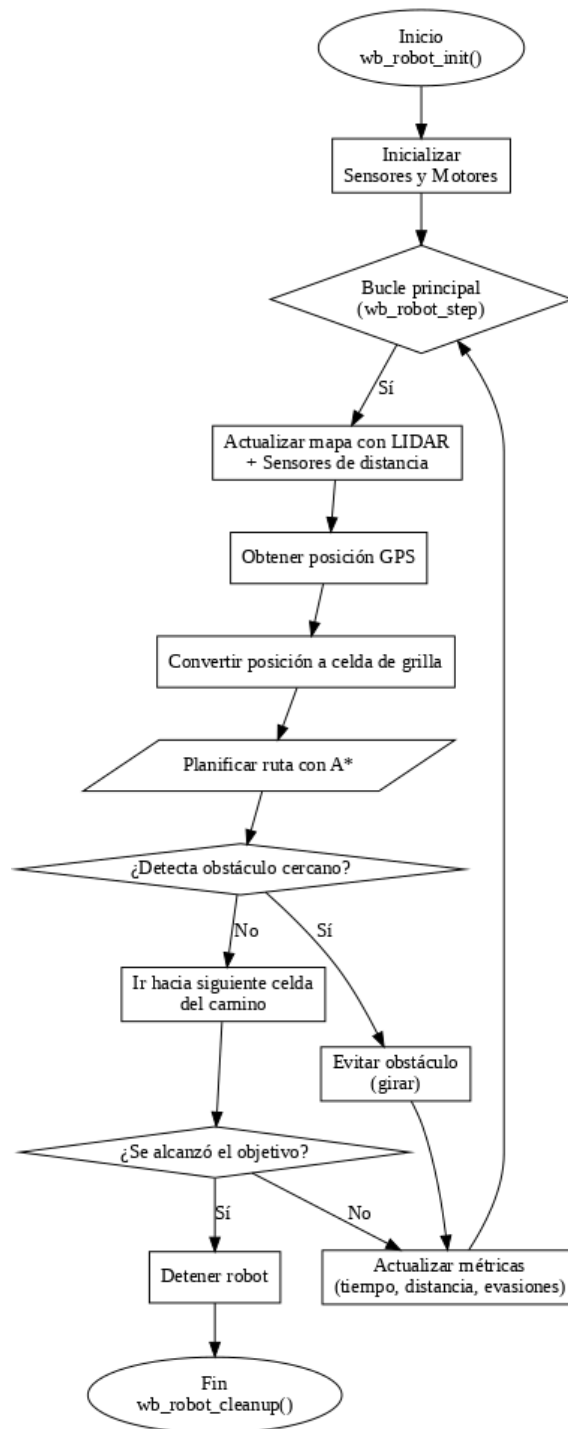 Inicio
wb_robot_init()
Inicializar
Sensores y Motores
Bucle principal
(wb_robot_step)
Sí
Actualizar mapa con LIDAR
+ Sensores de distancia
Obtener posición GPS
Convertir posición a celda de grilla
Planificar ruta con A*
¿Detecta obstáculo cercano?
No
Sí
Ir hacia siguiente celda
del camino
Evitar obstáculo
(girar)
¿Se alcanzó el objetivo?
Sí
No
Detener robot
Actualizar métricas
(tiempo, distancia, evasiones)
Fin
wb_robot_cleanup()